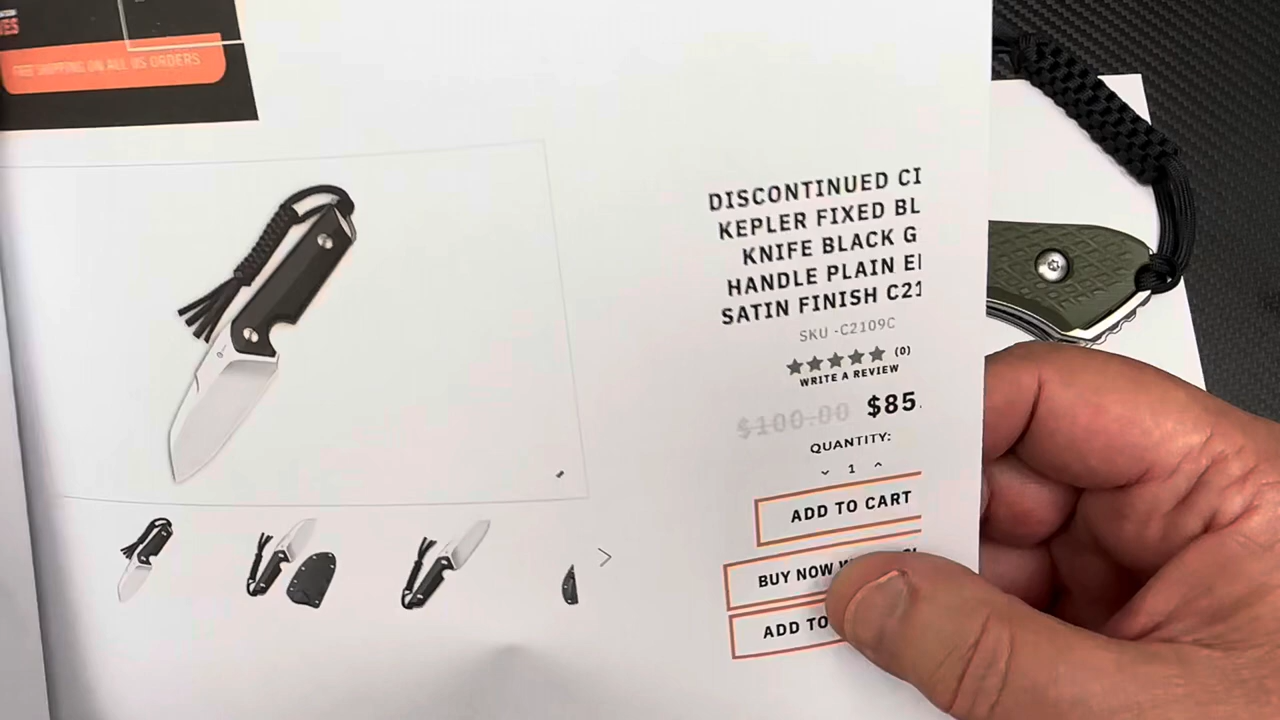 FREE SHIPPING ON ALL US ORDERS
DISCONTINUED CI
KEPLER FIXED BL
KNIFE BLACK G
HANDLE PLAIN E
SATIN FINISH C21
SKU -C2109C
(0)
WRITE A REVIEW
$100.00 $85.
QUANTITY:
1
ADD TO CART
BUY NOW
ADD TO